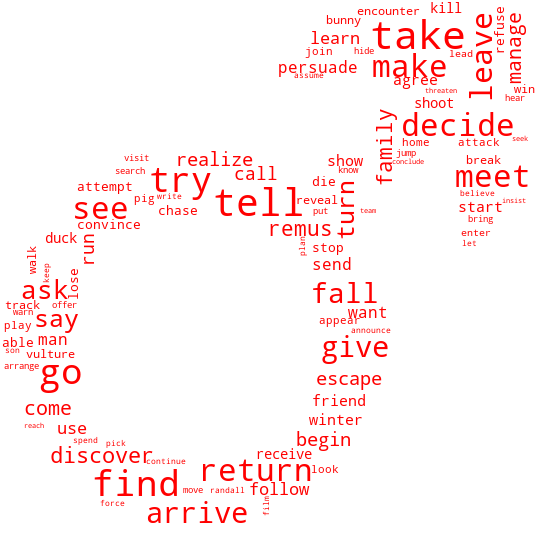 encounter kill
bunny
take
leave
refuse
manage
learn
join
hide
lead
persuade
assume
make
agree
threaten
win
hear
shoot
decide
seek
family
home
attack
jump
conclude
break
meet
believe
insist
start
bring
enter
let
visit
search
realize
call
show
know
try
tell
turn
die
reveal
put
team
attempt
pig
write
see
chase
convince
remus
plan
stop
send
duck
run
walk
keep
lose
ask
offer
track
warn
say
play
able
man
son
vulture
arrange
go
fall
want
appear
announce
give
escape
friend
winter
begin
come
reach
use
spend
pick
discover
continue
receive
look
return
find
move
randall
follow
force
film
arrive